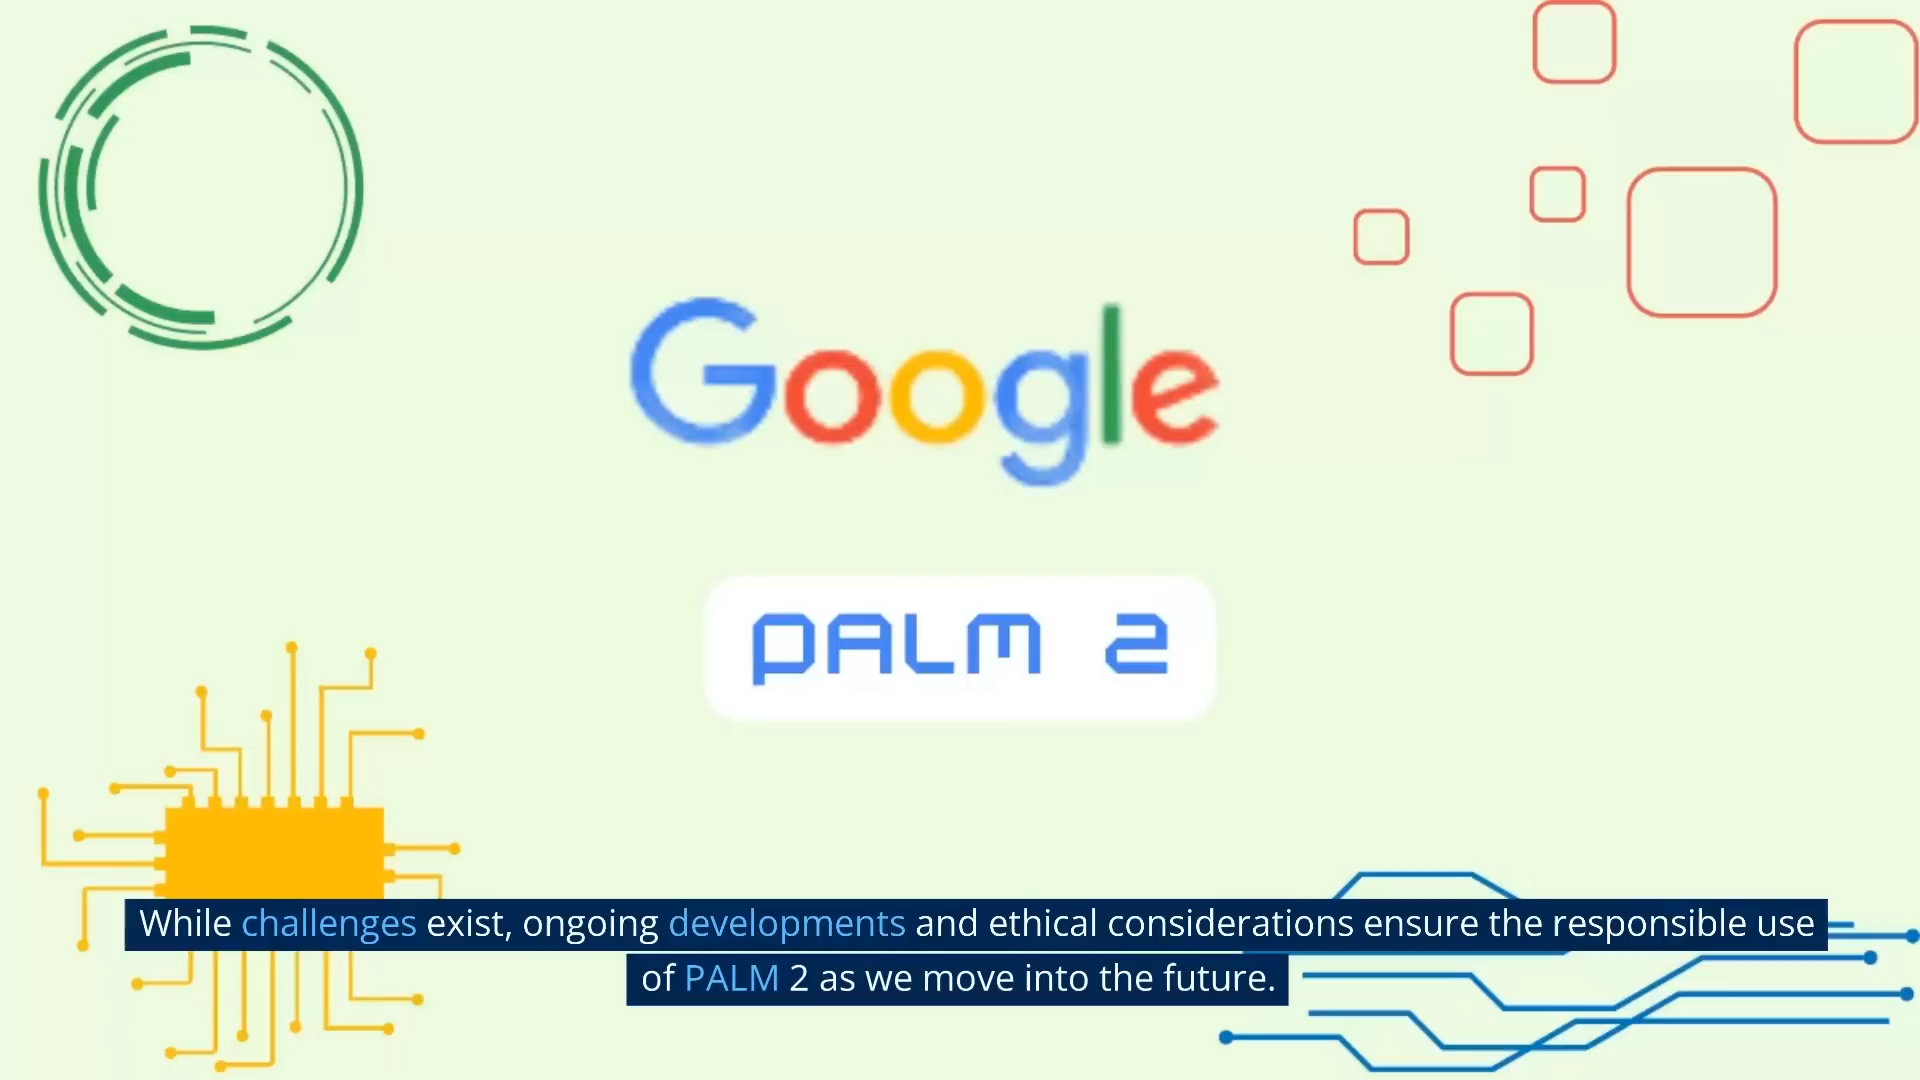 Google
PALM 2
While challenges exist, ongoing developments and ethical considerations ensure the responsible use
of PALM 2 as we move into the future.